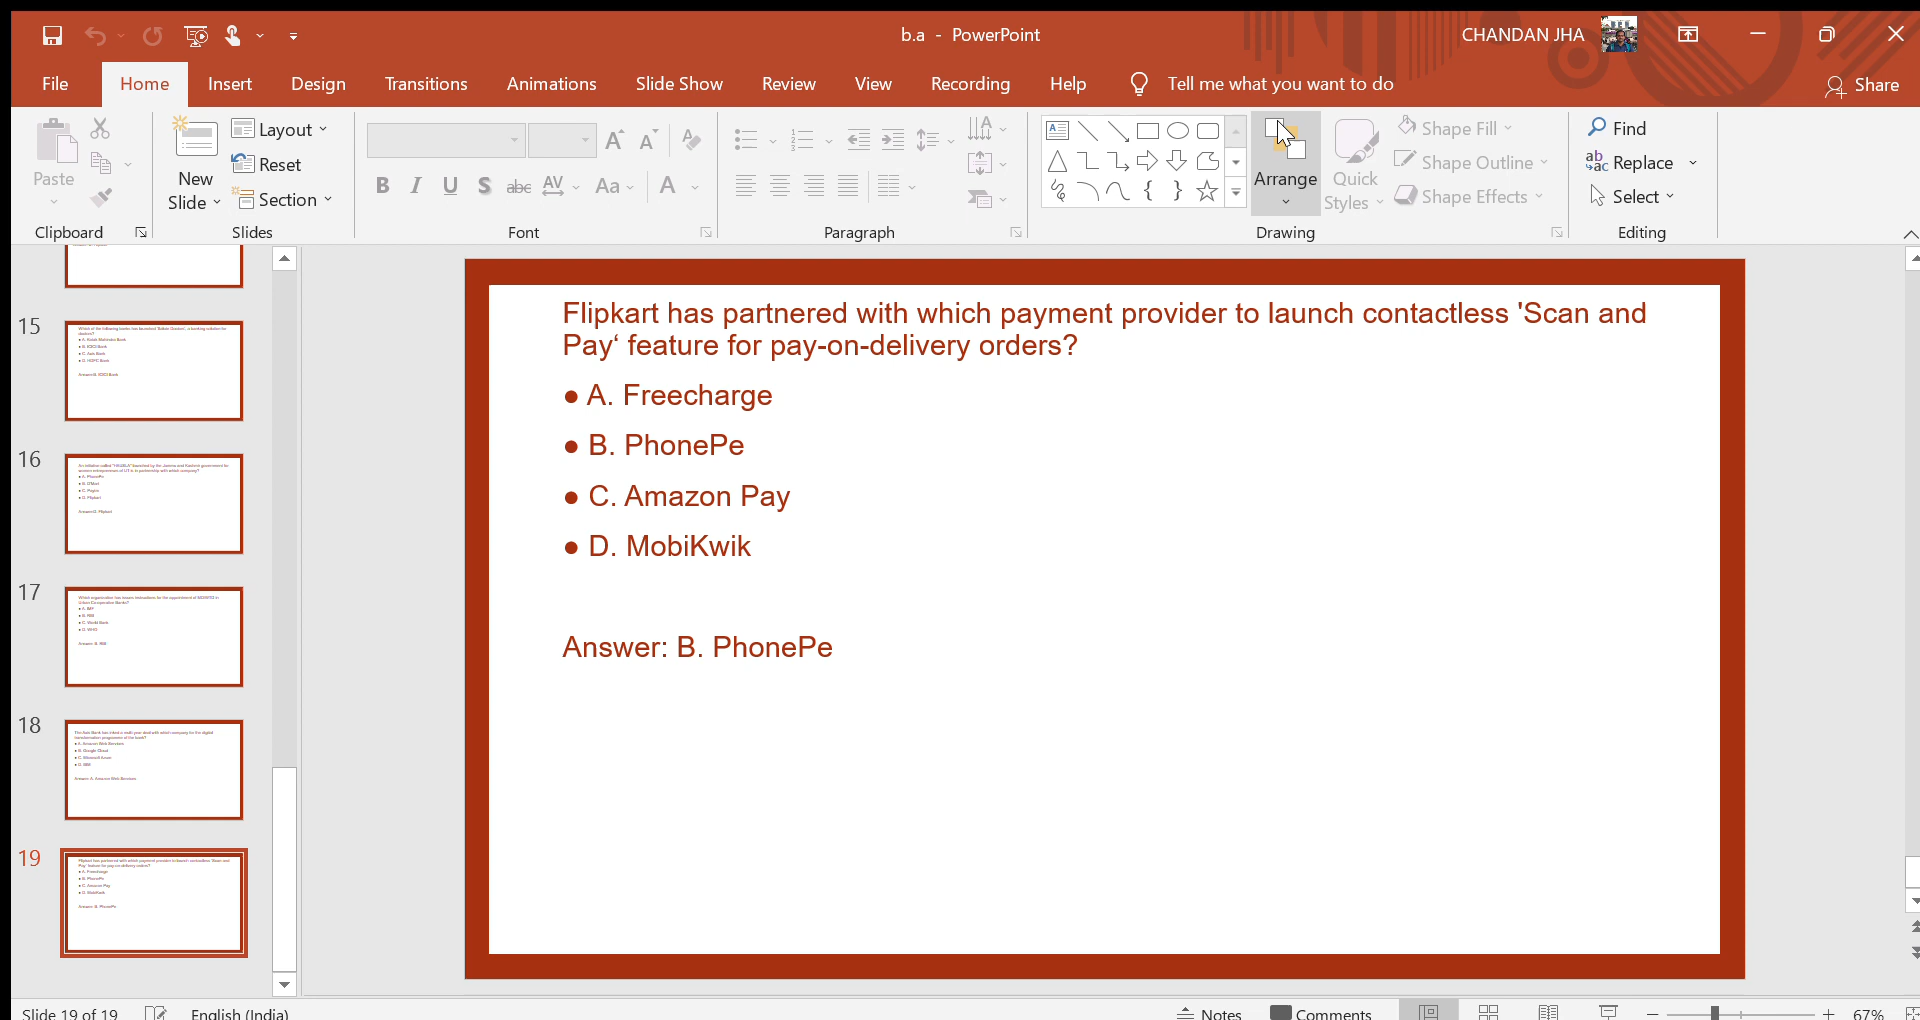 b.a - PowerPoint
CHANDAN JHA
File Home Insert Design Transitions Animations Slide Show Review View Recording Help Tell me what you want to do Share
Paste
Clipboard
New
Slide
Layout
Reset
Section
Slides
Font
Paragraph
Arrange
Quick
Styles
Shape Fill
Shape Outline
Shape Effects
Drawing
Find
Replace
Select
Editing
15
16
17
18
19
Flipkart has partnered with which payment provider to launch contactless 'Scan and
Pay‘ feature for pay-on-delivery orders?
● A. Freecharge
● B. PhonePe
● C. Amazon Pay
● D. MobiKwik
Answer: B. PhonePe
Slide 19 of 19 English (India) Notes Comments 67%